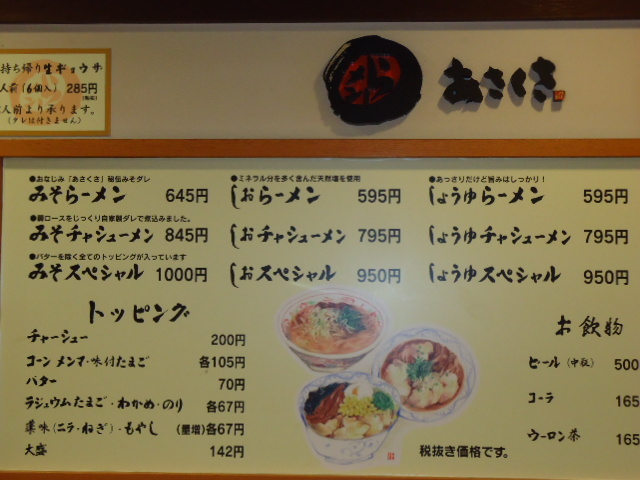 持ち帰り生ギョウザ
人前(6個入) 285円
(税抜)
人前より承ります。
(タレは付きません)
あさくさ
●おなじみ「あさくさ」秘伝みそダレ
みそらーメン 645円
●肩ロースをじっくり自家製ダレで煮込みました。
みそチャシューメン 845円
●バターを除く全てのトッピングが入っています
みそスペシャル 1000円
●ミネラル分を多く含んだ天然塩を使用
しおらーメン 595円
しおチャシューメン 795円
しおスペシャル 950円
●あっさりだけど旨みはしっかり!
しょうゆらーメン 595円
しょうゆチャシューメン 795円
しょうゆスペシャル 950円
トッピング
チャーシュー 200円
コーン メンマ・味付たまご 各105円
バター 70円
ラジュウムたまご・わかめ・のり 各67円
薬味(ニラ・ねぎ)・もやし (量増)各67円
大盛 142円
お飲物
ビール(中瓶) 500
コーラ 165
ウーロン茶 165
税抜き価格です。